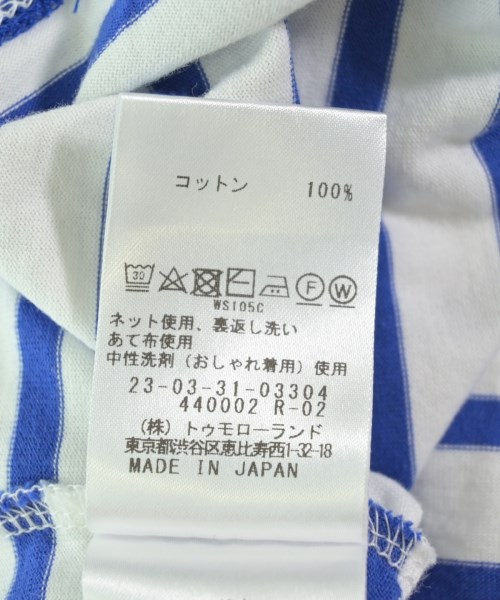 コットン 100%
30 F W
WS105C
ネット使用、裏返し洗い
あて布使用
中性洗剤（おしゃれ着用）使用
23-03-31-03304
440002 R-02
（株）トゥモローランド
東京都渋谷区恵比寿西1-32-18
MADE IN JAPAN